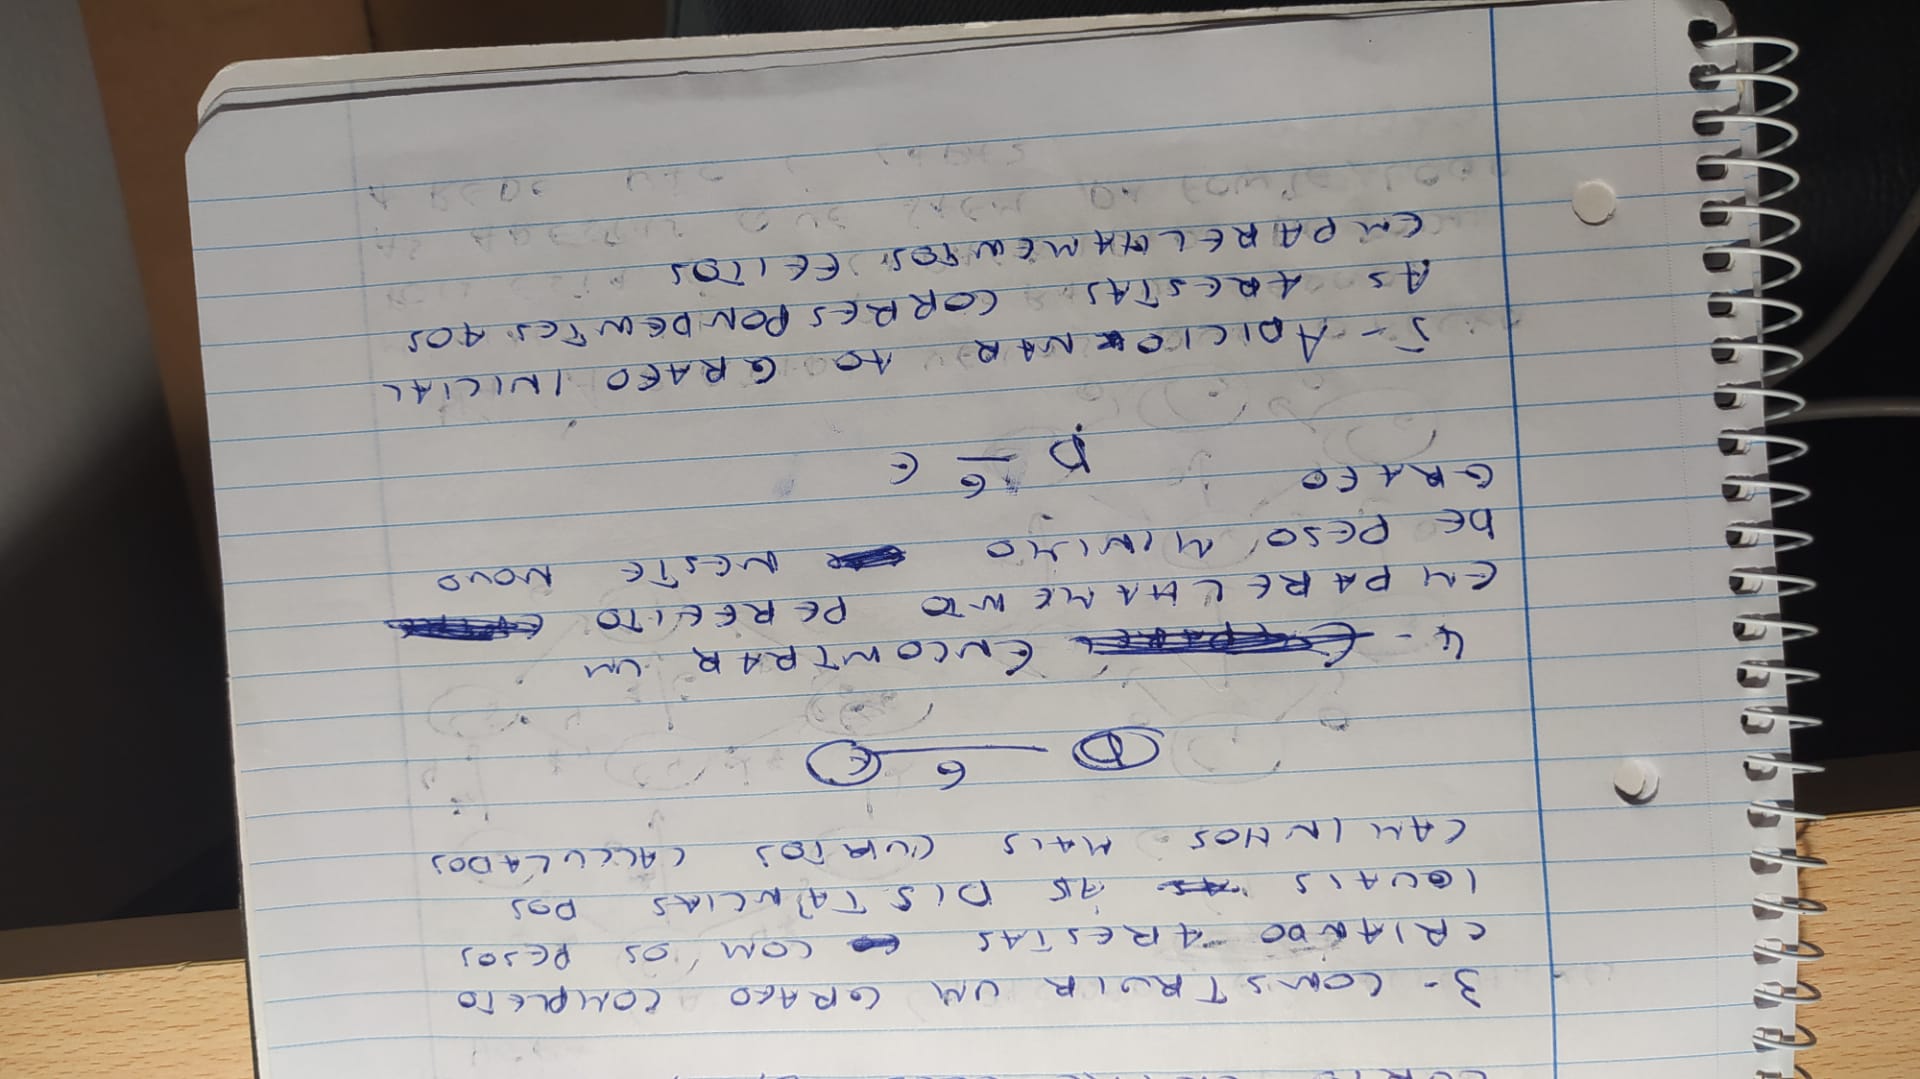 3- CONSTRUIR UM GRAFO COMPLETO
CRIANDO ARESTAS COM OS PESOS
IGUAIS AS DISTÂNCIAS DOS
CAMINHOS MAIS CURTOS CALCULADOS
D 6 E
4- ENCONTRAR UM
EMPARELHAMENTO PERFEITO
DE PESO MINIMO NESTE NOVO
GRAFO
D 6 E
5- ADICIONAR AO GRAFO INICIAL
AS ARESTAS CORRESPONDENTES AOS
EMPARELHAMENTOS FEITOS